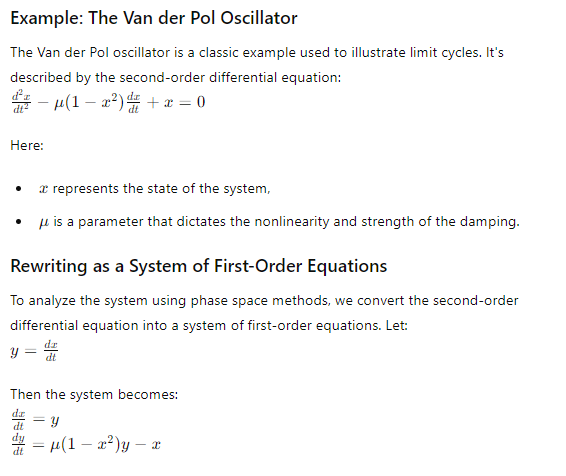 Example: The Van der Pol Oscillator
The Van der Pol oscillator is a classic example used to illustrate limit cycles. It's
described by the second-order differential equation:
$\frac{d^2x}{dt^2} - \mu(1 - x^2)\frac{dx}{dt} + x = 0$
Here:
• $x$ represents the state of the system,
• $\mu$ is a parameter that dictates the nonlinearity and strength of the damping.
Rewriting as a System of First-Order Equations
To analyze the system using phase space methods, we convert the second-order
differential equation into a system of first-order equations. Let:
$y = \frac{dx}{dt}$
Then the system becomes:
$\frac{dx}{dt} = y$
$\frac{dy}{dt} = \mu(1 - x^2)y - x$